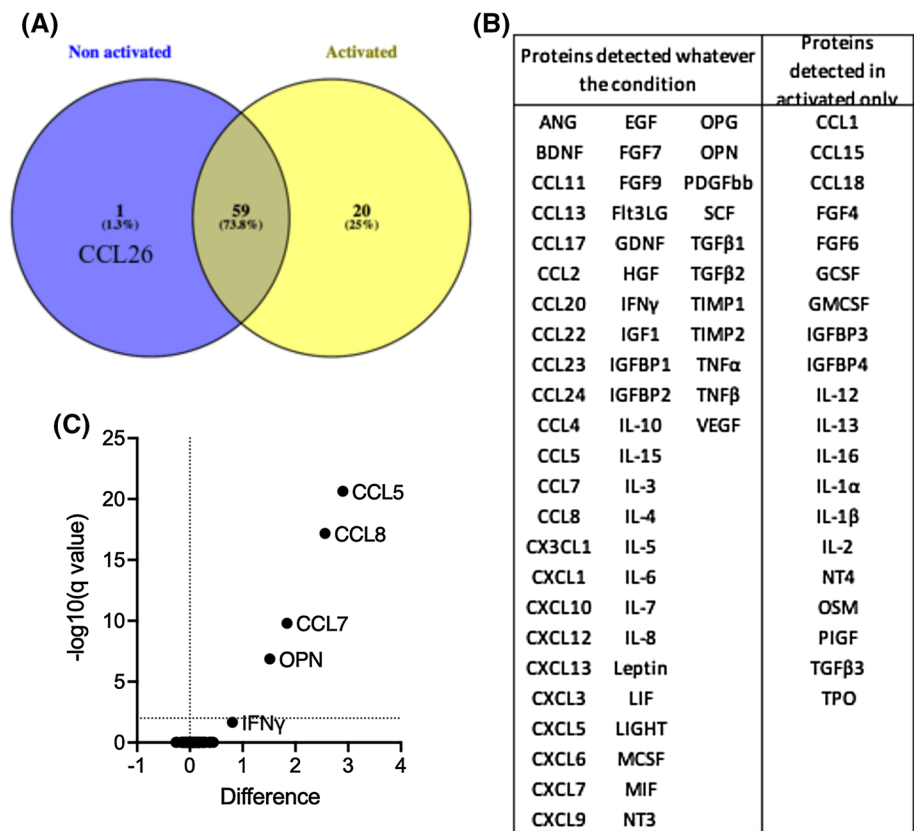 (A)
Non activated
Activated
1
(1.3%)
CCL26
59
(73.8%)
20
(25%)
(B)
Proteins detected whatever
the condition
Proteins
detected in
activated only
ANG EGF OPG CCL1
BDNF FGF7 OPN CCL15
CCL11 FGF9 PDGFbb CCL18
CCL13 Flt3LG SCF FGF4
CCL17 GDNF TGFβ1 FGF6
CCL2 HGF TGFβ2 GCSF
CCL20 IFNγ TIMP1 GMCSF
CCL22 IGF1 TIMP2 IGFBP3
CCL23 IGFBP1 TNFα IGFBP4
CCL24 IGFBP2 TNFβ IL-12
CCL4 IL-10 VEGF IL-13
CCL5 IL-15 IL-16
CCL7 IL-3 IL-1α
CCL8 IL-4 IL-1β
CX3CL1 IL-5 IL-2
CXCL1 IL-6 NT4
CXCL10 IL-7 OSM
CXCL12 IL-8 PIGF
CXCL13 Leptin TGFβ3
CXCL3 LIF TPO
CXCL5 LIGHT
CXCL6 MCSF
CXCL7 MIF
CXCL9 NT3
(C)
-log10(q value)
25
20
15
10
5
0
CCL5
CCL8
CCL7
OPN
IFNγ
-1 0 1 2 3 4
Difference